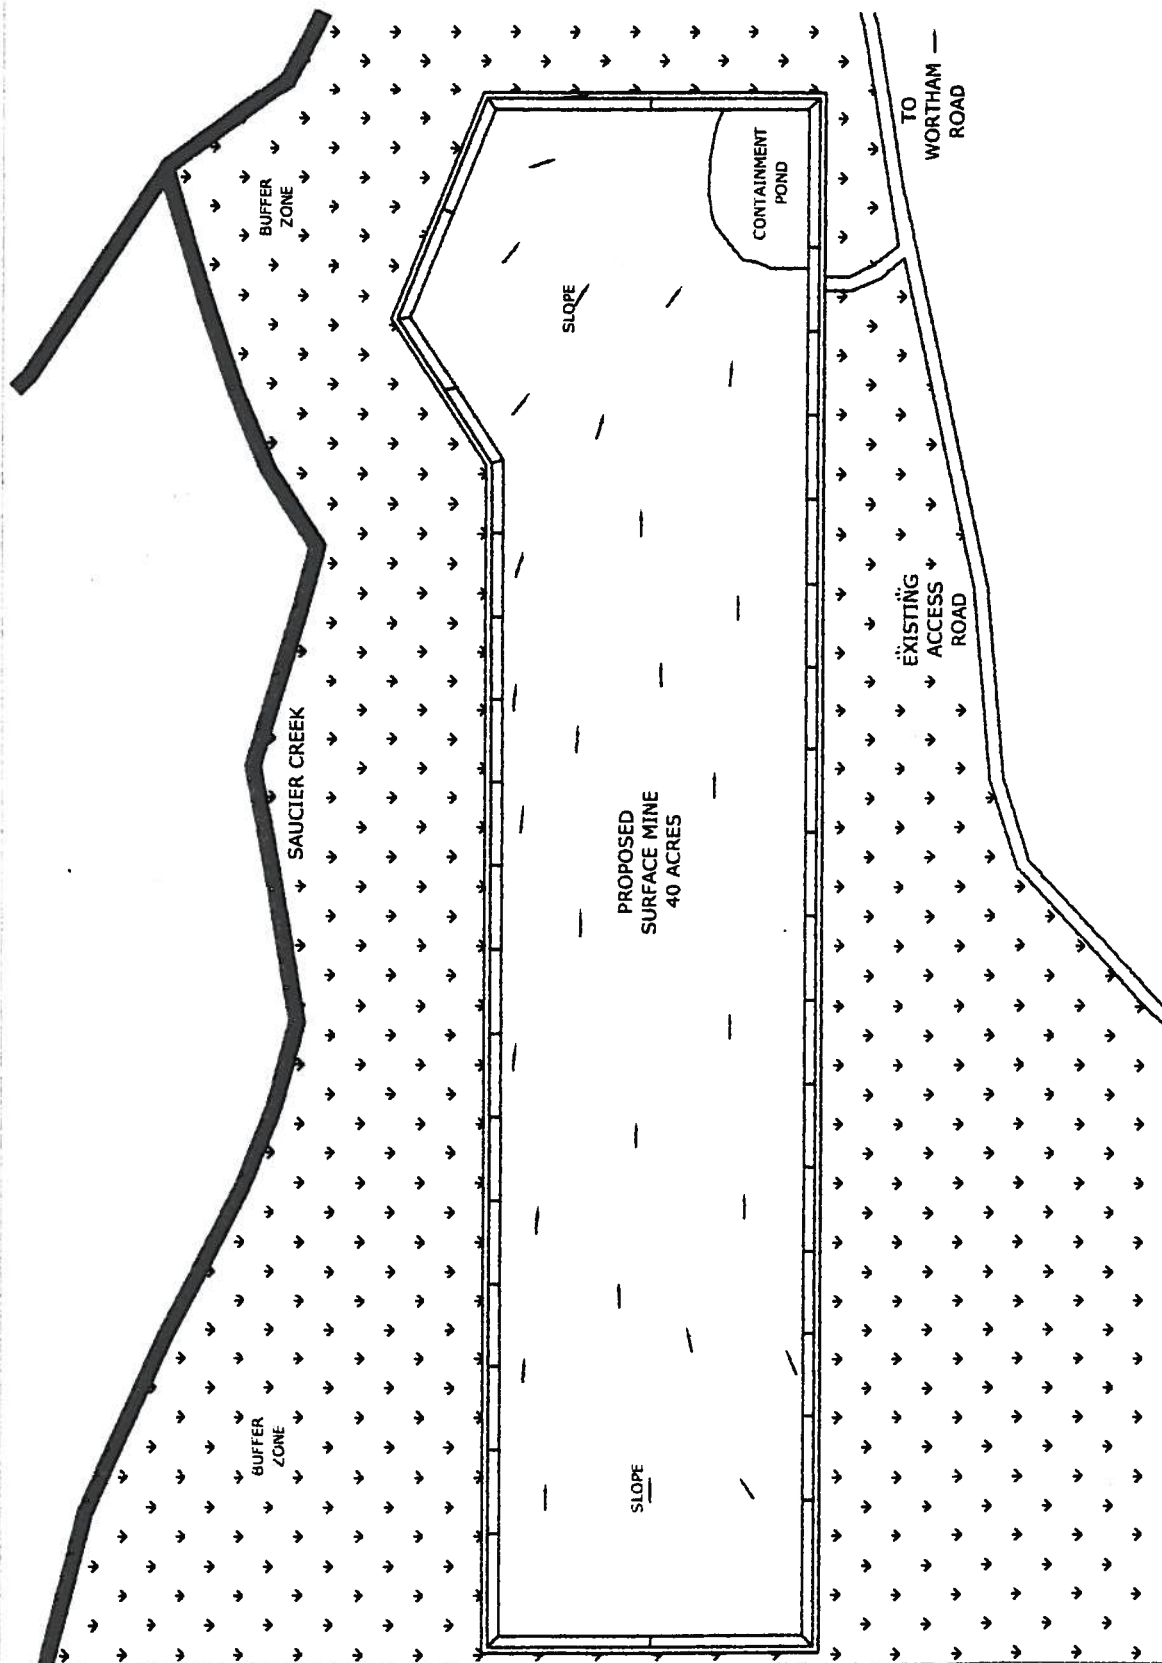 BUFFER
ZONE
SAUCIER CREEK
BUFFER
ZONE
SLOPE
PROPOSED
SURFACE MINE
40 ACRES
SLOPE
CONTAINMENT
POND
EXISTING
ACCESS
ROAD
TO
WORTHAM
ROAD